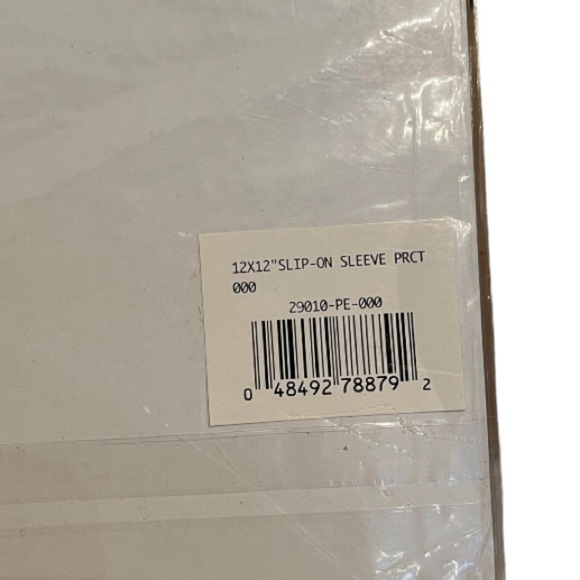 12X12"SLIP-ON SLEEVE PRCT
000
29010-PE-000
0 48492 78879 2